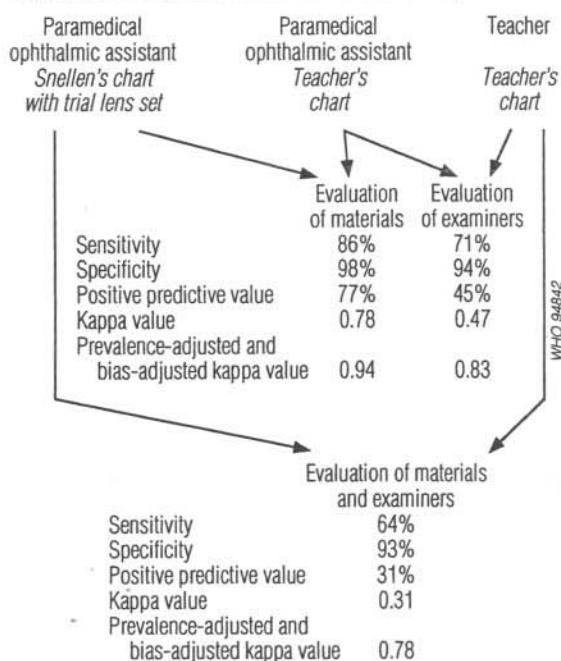 Paramedical
ophthalmic assistant
Snellen's chart
with trial lens set
Paramedical
ophthalmic assistant
Teacher's
chart
Teacher
Teacher's
chart
Evaluation
of materials
Evaluation
of examiners
Sensitivity 86% 71%
Specificity 98% 94%
Positive predictive value 77% 45%
Kappa value 0.78 0.47
Prevalence-adjusted and
bias-adjusted kappa value 0.94 0.83
WHO 94842
Evaluation of materials
and examiners
Sensitivity 64%
Specificity 93%
Positive predictive value 31%
Kappa value 0.31
Prevalence-adjusted and
bias-adjusted kappa value 0.78